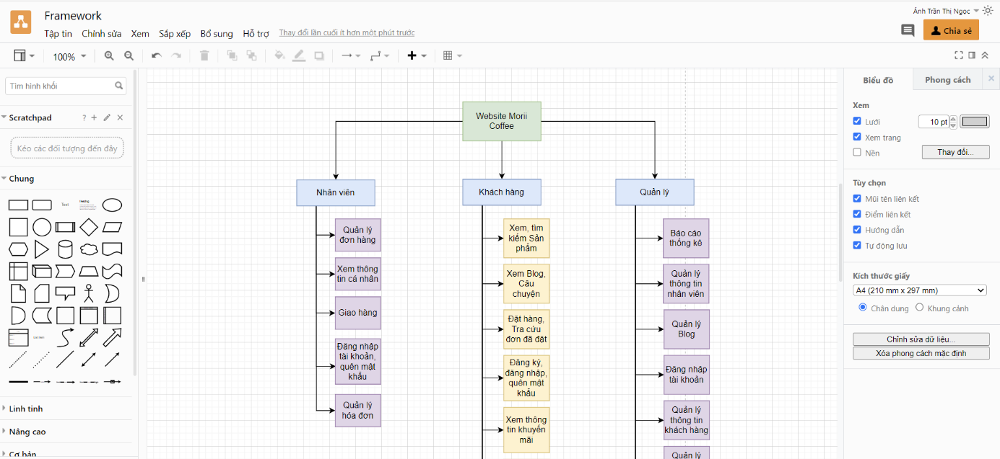 Framework
Ánh Trần Thị Ngọc
Tập tin Chỉnh sửa Xem Sắp xếp Bổ sung Hỗ trợ Thay đổi lần cuối ít hơn một phút trước
Chia sẻ
100%
Tìm hình khối
Scratchpad
?
Kéo các đối tượng đến đây
Chung
Text
Heading
Linh tinh
Nâng cao
Cơ bản
Website Morii
Coffee
Nhân viên
Khách hàng
Quản lý
Quản lý
đơn hàng
Xem thông
tin cá nhân
Giao hàng
Đăng nhập
tài khoản,
quên mật
khẩu
Quản lý
hóa đơn
Xem, tìm
kiếm Sản
phẩm
Xem Blog,
Câu
chuyện
Đặt hàng,
Tra cứu
đơn đã đặt
Đăng ký,
đăng nhập,
quên mật
khẩu
Xem thông
tin khuyến
mãi
Báo cáo
thống kê
Quản lý
thông tin
nhân viên
Quản lý
Blog
Đăng nhập
tài khoản
Quản lý
thông tin
khách hàng
Quản lý
Biểu đồ
Phong cách
Xem
Lưới
10 pt
Xem trang
Nền
Thay đổi...
Tùy chọn
Mũi tên liên kết
Điểm liên kết
Hướng dẫn
Tự động lưu
Kích thước giấy
A4 (210 mm x 297 mm)
Chân dung Khung cảnh
Chỉnh sửa dữ liệu...
Xóa phong cách mặc định